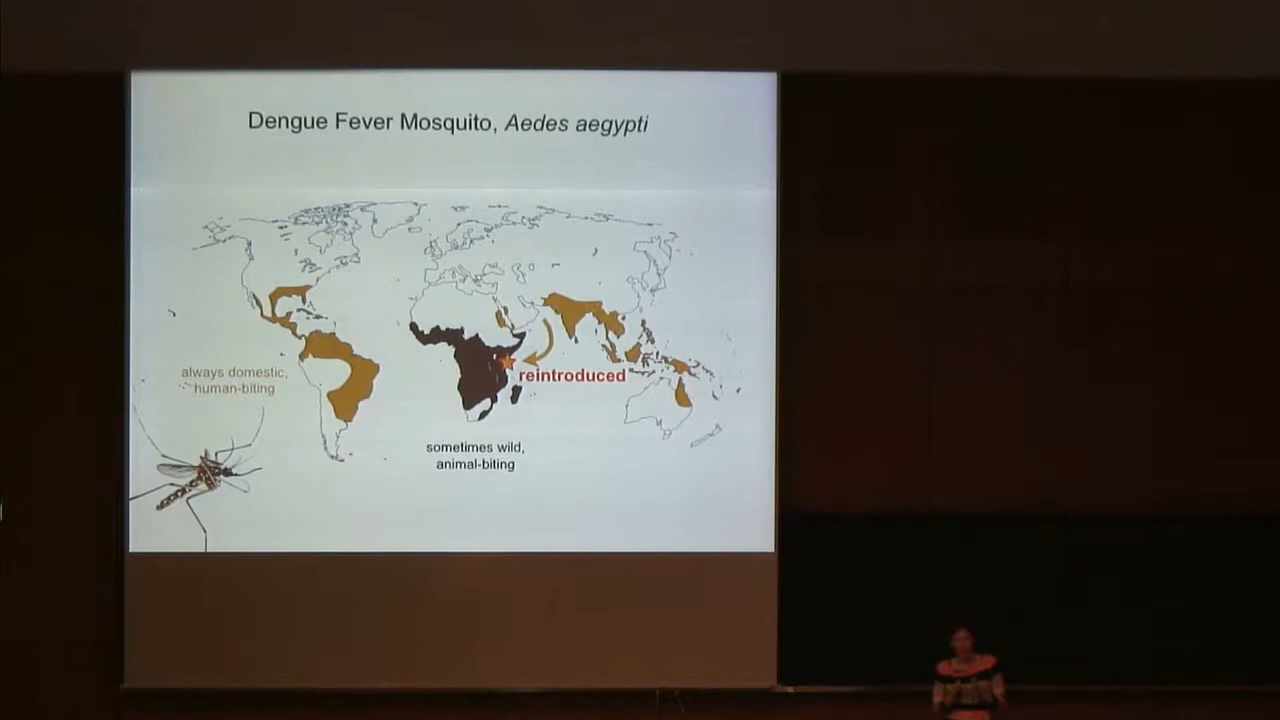 Dengue Fever Mosquito, Aedes aegypti
always domestic,
human-biting
reintroduced
sometimes wild,
animal-biting